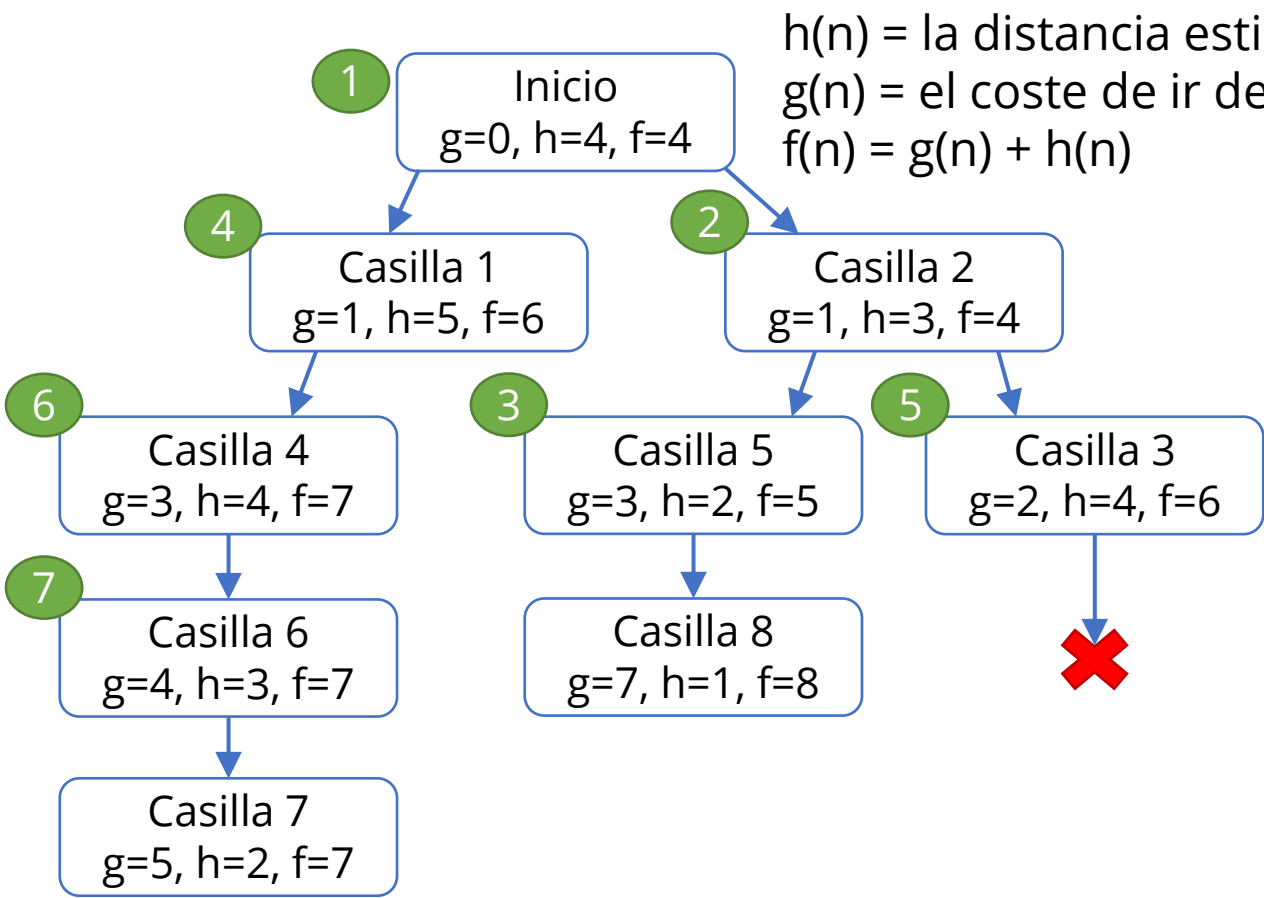 h(n) = la distancia esti
g(n) = el coste de ir de
f(n) = g(n) + h(n)
1
Inicio
g=0, h=4, f=4
4
Casilla 1
g=1, h=5, f=6
2
Casilla 2
g=1, h=3, f=4
6
Casilla 4
g=3, h=4, f=7
3
Casilla 5
g=3, h=2, f=5
5
Casilla 3
g=2, h=4, f=6
7
Casilla 6
g=4, h=3, f=7
Casilla 8
g=7, h=1, f=8
Casilla 7
g=5, h=2, f=7